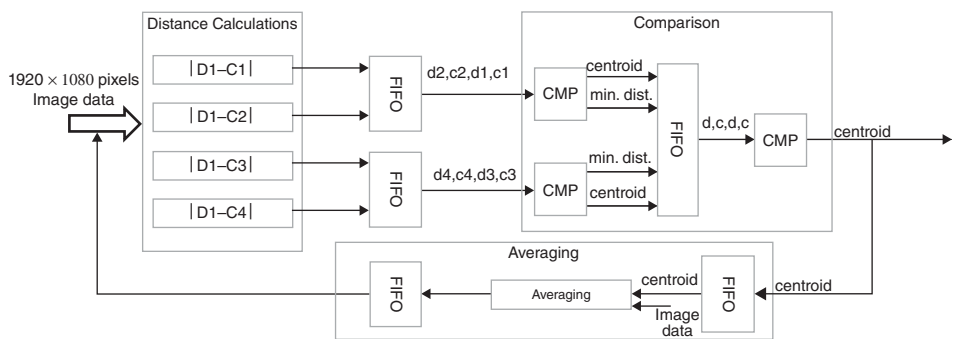 Distance Calculations
Comparison
1920 × 1080 pixels
Image data
|D1–C1|
|D1–C2|
|D1–C3|
|D1–C4|
FIFO
d2,c2,d1,c1
CMP
centroid
min. dist.
FIFO
d4,c4,d3,c3
CMP
min. dist.
centroid
FIFO
d,c,d,c
CMP
centroid
Averaging
FIFO
Averaging
centroid
Image
data
FIFO
centroid